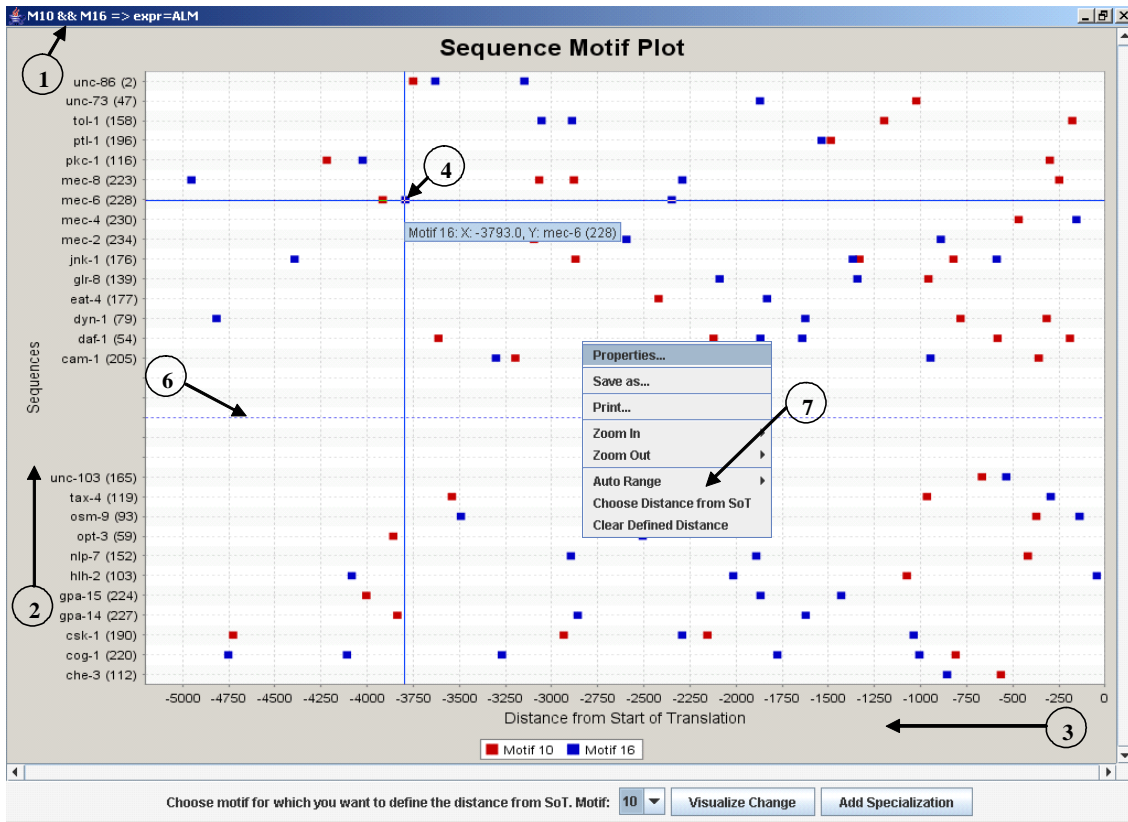 M10 && M16 => expr=ALM
1
Sequence Motif Plot
unc-86 (2)
unc-73 (47)
tol-1 (158)
ptl-1 (196)
pkc-1 (116)
4
mec-8 (223)
mec-6 (228)
mec-4 (230)
Motif 16: X: -3793.0, Y: mec-6 (228)
mec-2 (234)
jnk-1 (176)
glr-8 (139)
eat-4 (177)
dyn-1 (79)
daf-1 (54)
cam-1 (205)
Sequences
6
Properties...
Save as...
Print...
7
Zoom In
Zoom Out
Auto Range
Choose Distance from SoT
Clear Defined Distance
unc-103 (165)
tax-4 (119)
osm-9 (93)
opt-3 (59)
nlp-7 (152)
hlh-2 (103)
2
gpa-15 (224)
gpa-14 (227)
csk-1 (190)
cog-1 (220)
che-3 (112)
-5000 -4750 -4500 -4250 -4000 -3750 -3500 -3250 -3000 -2750 -2500 -2250 -2000 -1750 -1500 -1250 -1000 -750 -500 -250 0
Distance from Start of Translation
3
Motif 10 Motif 16
Choose motif for which you want to define the distance from SoT. Motif: 10 Visualize Change Add Specialization